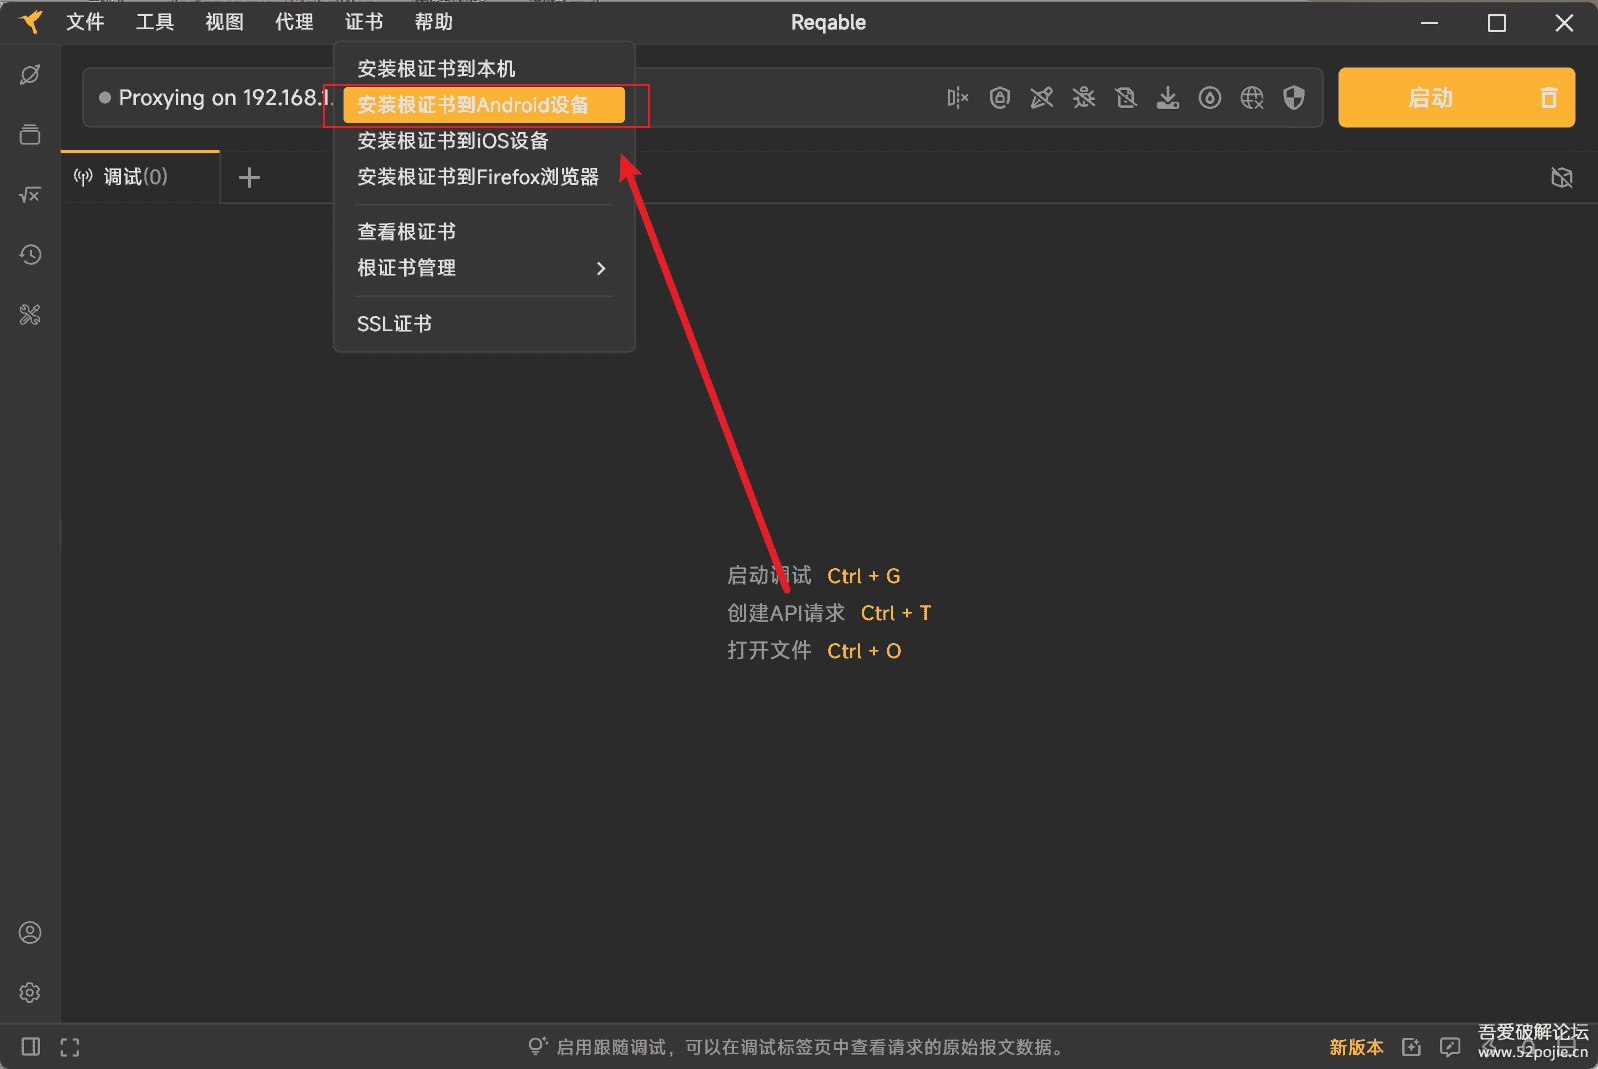 文件 工具 视图 代理 证书 帮助 Reqable
安装根证书到本机
Proxying on 192.168.1. 安装根证书到Android设备 启动
安装根证书到iOS设备
调试(0) 安装根证书到Firefox浏览器
查看根证书
根证书管理
SSL证书
启动调试 Ctrl + G
创建API请求 Ctrl + T
打开文件 Ctrl + O
启用跟随调试，可以在调试标签页中查看请求的原始报文数据。 新版本
吾爱破解论坛
www.52pojie.cn